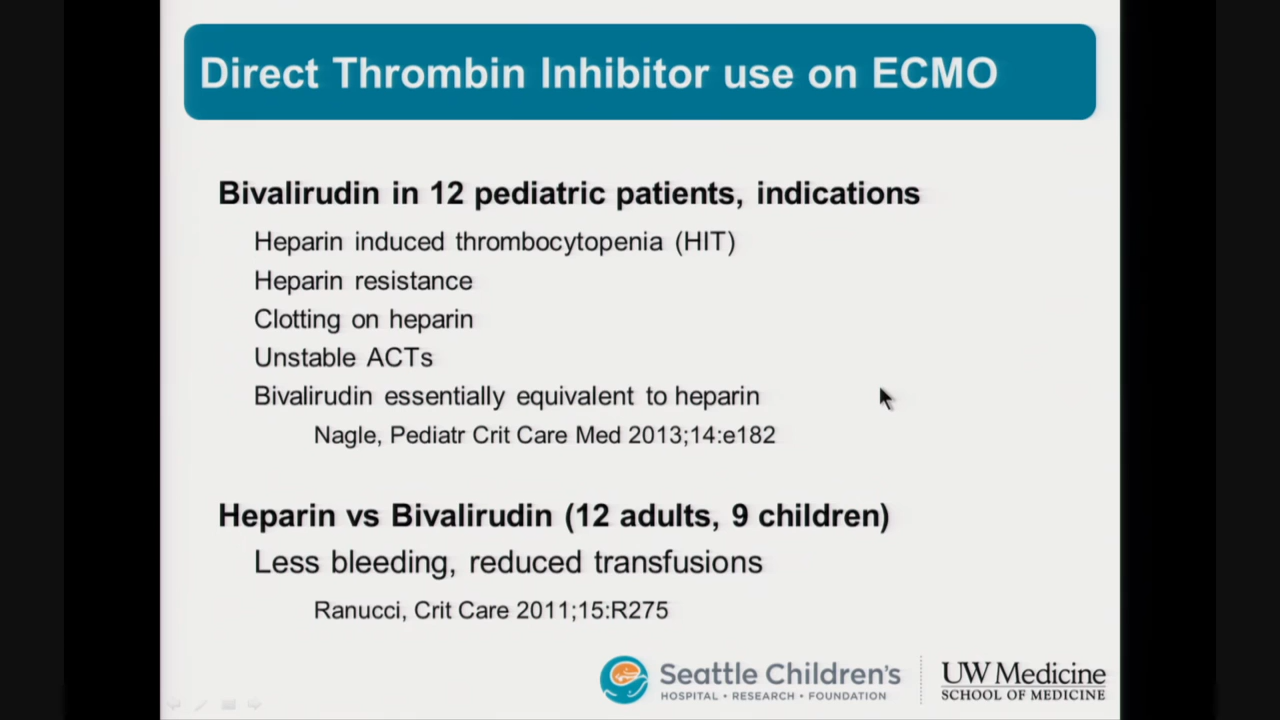 Direct Thrombin Inhibitor use on ECMO
Bivalirudin in 12 pediatric patients, indications
Heparin induced thrombocytopenia (HIT)
Heparin resistance
Clotting on heparin
Unstable ACTs
Bivalirudin essentially equivalent to heparin
Nagle, Pediatr Crit Care Med 2013;14:e182
Heparin vs Bivalirudin (12 adults, 9 children)
Less bleeding, reduced transfusions
Ranucci, Crit Care 2011;15:R275
Seattle Children's
HOSPITAL • RESEARCH • FOUNDATION
UW Medicine
SCHOOL OF MEDICINE